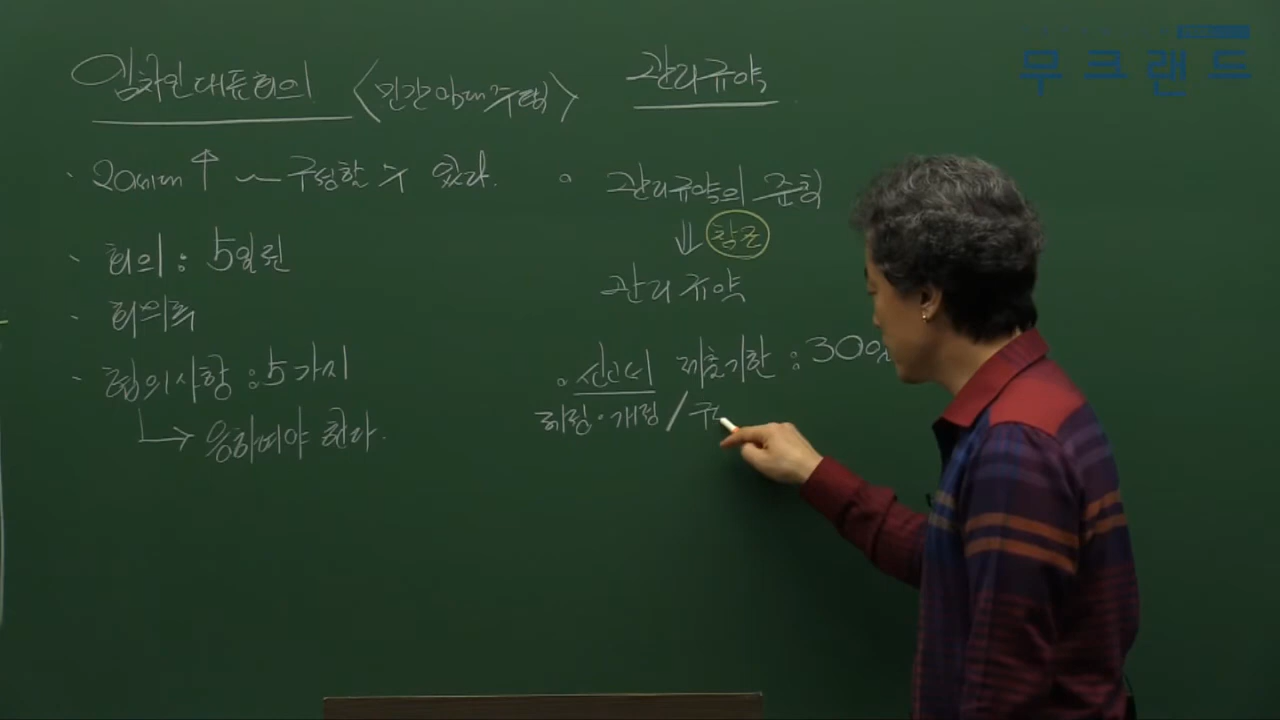 무크랜드
임차인대표회의 <민간임대주택>
· 20세대↑ ~ 구성할 수 있다.
· 회의 : 5일전
· 회의록
· 협의사항 : 5가지
↳ 응하여야 한다.
관리규약
· 관리규약의 준칙
⇓ 참조
관리규약
· 신고서 제출기한 : 30일
제정·개정 /